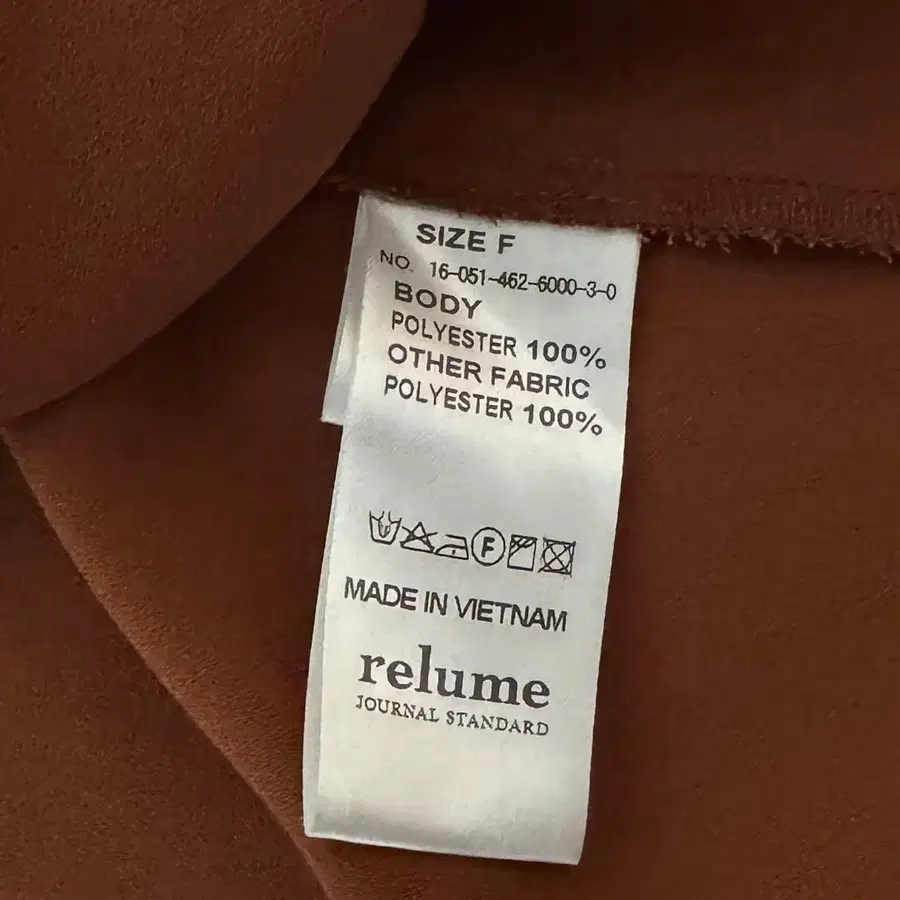 SIZE F
NO. 16-051-462-6000-3-0
BODY
POLYESTER 100%
OTHER FABRIC
POLYESTER 100%
F
MADE IN VIETNAM
relume
JOURNAL STANDARD